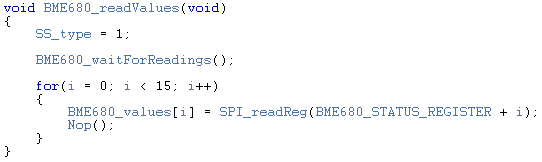 void BME680_readValues(void)
{
    SS_type = 1;

    BME680_waitForReadings();

    for(i = 0; i < 15; i++)
    {
        BME680_values[i] = SPI_readReg(BME680_STATUS_REGISTER + i);
        Nop();
    }
}